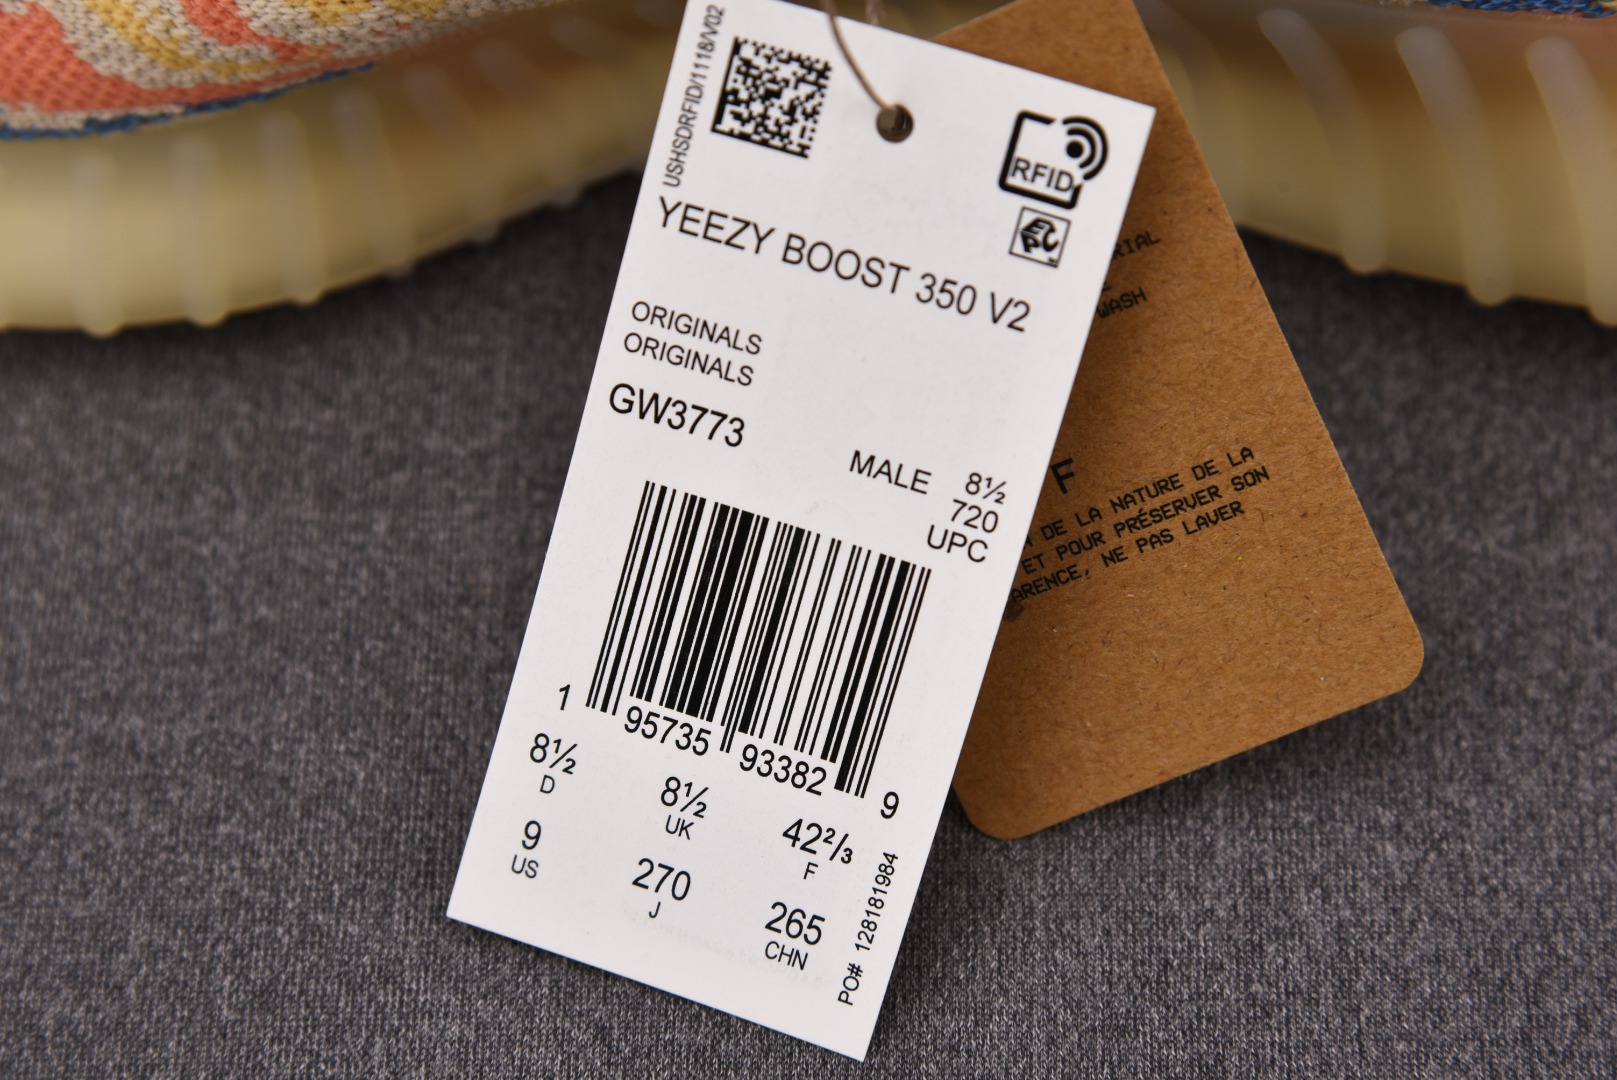 USHSDRFID/1118/V02
RFID
EPC
YEEZY BOOST 350 V2
ORIGINALS
ORIGINALS
GW3773
MALE 8½
720
UPC
1 95735 93382 9
8½ 8½ 42²/₃
D UK F
9 270 265
US J CHN
PO# 128181984
WASH
F
DE LA NATURE DE LA
ET POUR PRÉSERVER SON
NE PAS LAVER